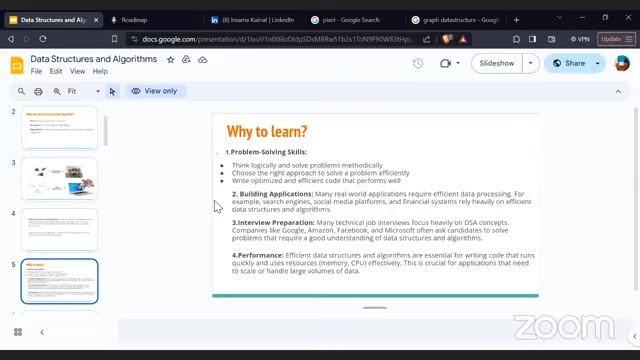 Data Structures and Algorithms
Roadmap
(8) Imama Kainat | LinkedIn
pixel - Google Search
graph datastructure - Google
docs.google.com/presentation/d/
VPN
Update
Data Structures and Algorithms
File Edit View Help
Slideshow
Share
Fit
View only
2
3
4
5
Why to learn?
1.Problem-Solving Skills:
● Think logically and solve problems methodically
● Choose the right approach to solve a problem efficiently
● Write optimized and efficient code that performs well
2. Building Applications: Many real-world applications require efficient data processing. For
example, search engines, social media platforms, and financial systems rely heavily on efficient
data structures and algorithms.
3.Interview Preparation: Many technical job interviews focus heavily on DSA concepts.
Companies like Google, Amazon, Facebook, and Microsoft often ask candidates to solve
problems that require a good understanding of data structures and algorithms.
4.Performance: Efficient data structures and algorithms are essential for writing code that runs
quickly and uses resources (memory, CPU) effectively. This is crucial for applications that need
to scale or handle large volumes of data.
zoom